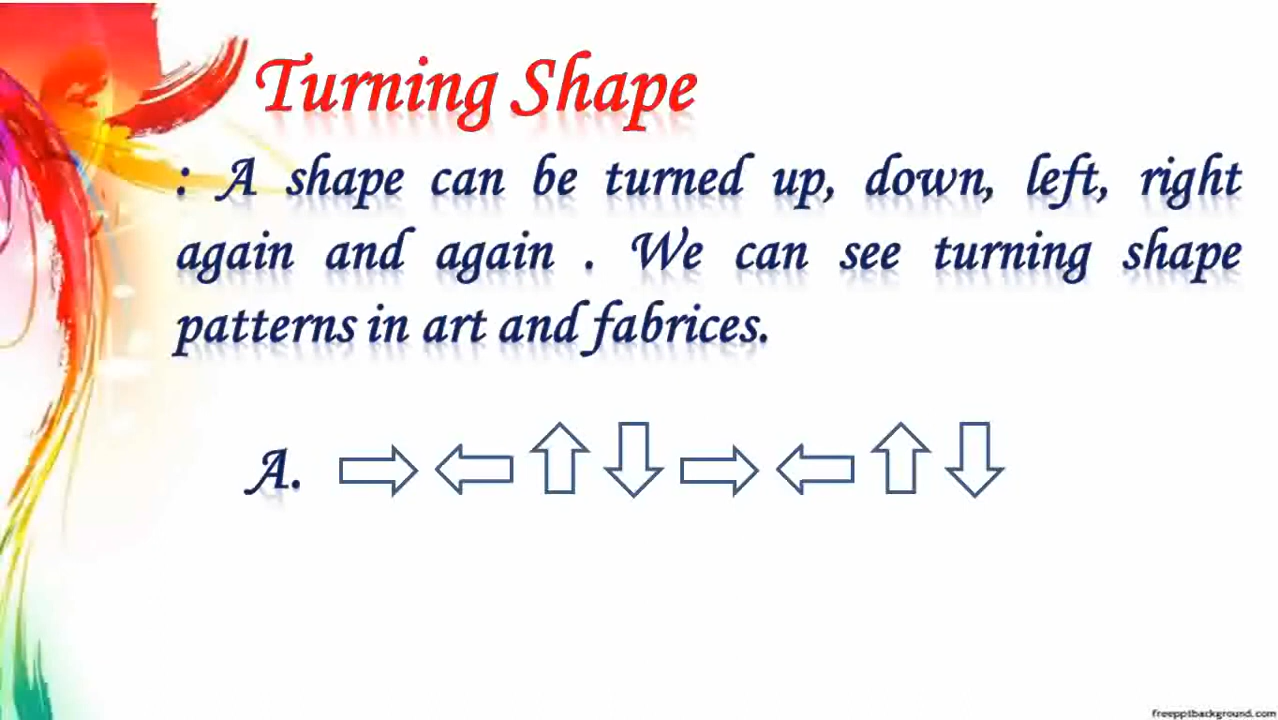 Turning Shape
: A shape can be turned up, down, left, right
again and again . We can see turning shape
patterns in art and fabrices.
A.
freepptbackground.com